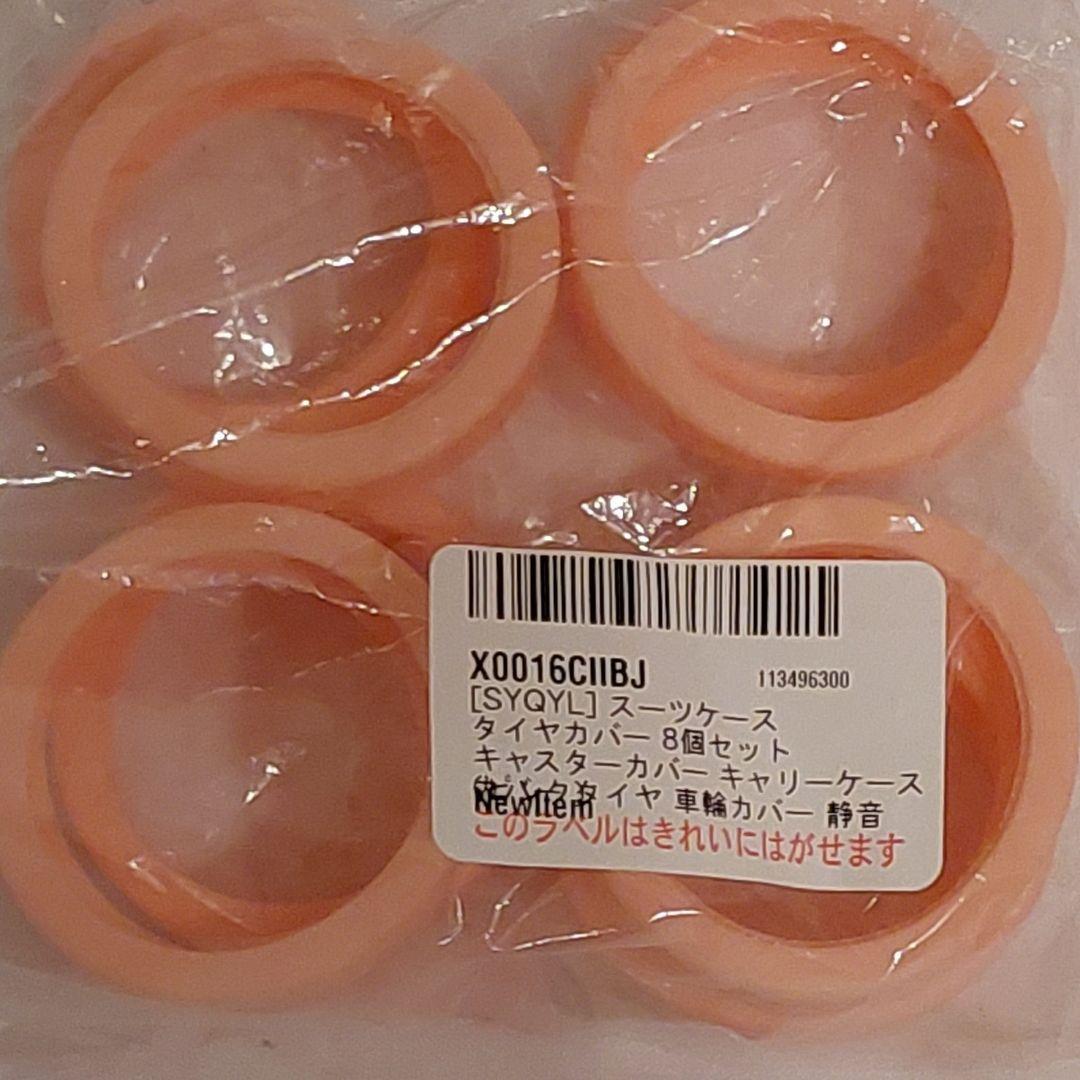 X0016CIIBJ 113496300
[SYQYL] スーツケース
タイヤカバー 8個セット
キャスターカバー キャリーケース
タイヤ 車輪カバー 静音
NewItem
このラベルはきれいにはがせます